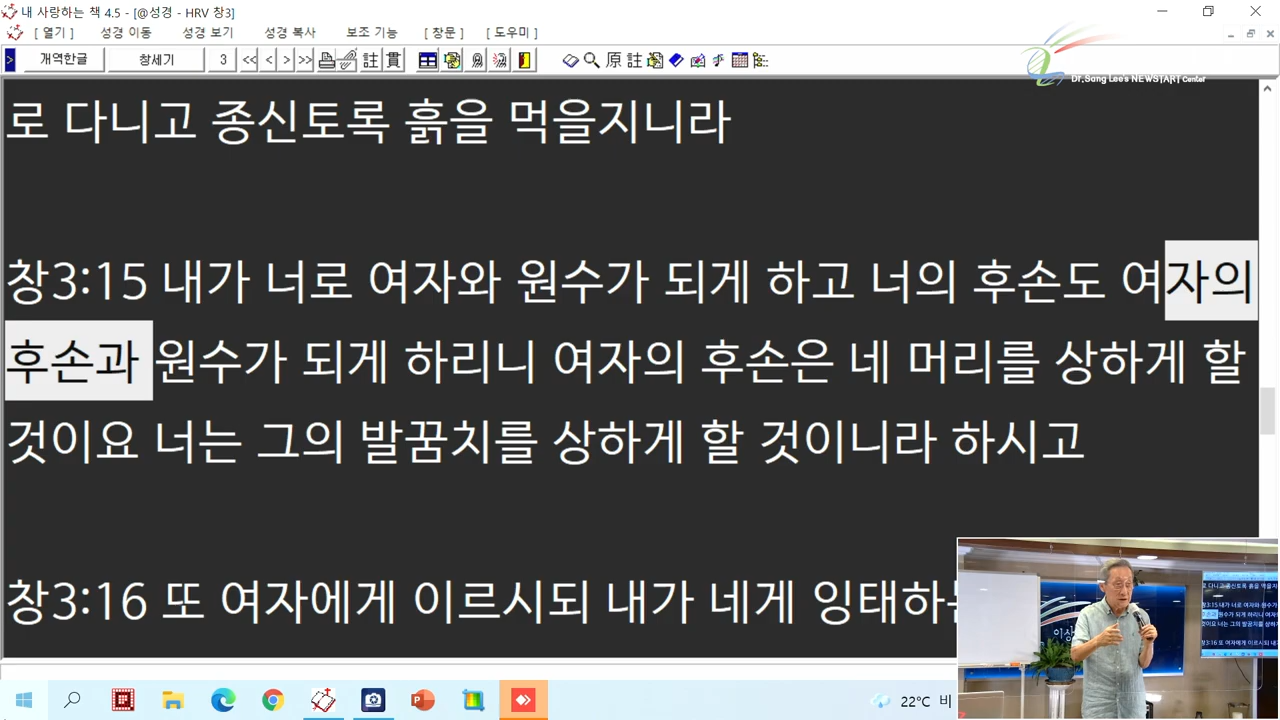 내 사랑하는 책 4.5 - [@성경 - HRV 창3]
[ 열기 ] 성경 이동 성경 보기 성경 복사 보조 기능 [ 창문 ] [ 도우미 ]
> 개역한글 창세기 3 << < > >> 註 貫 原 註
Dr.Sang Lee's NEWSTART Center
로 다니고 종신토록 흙을 먹을지니라
창3:15 내가 너로 여자와 원수가 되게 하고 너의 후손도 여자의
후손과 원수가 되게 하리니 여자의 후손은 네 머리를 상하게 할
것이요 너는 그의 발꿈치를 상하게 할 것이니라 하시고
창3:16 또 여자에게 이르시되 내가 네게 잉태하는
22°C 비